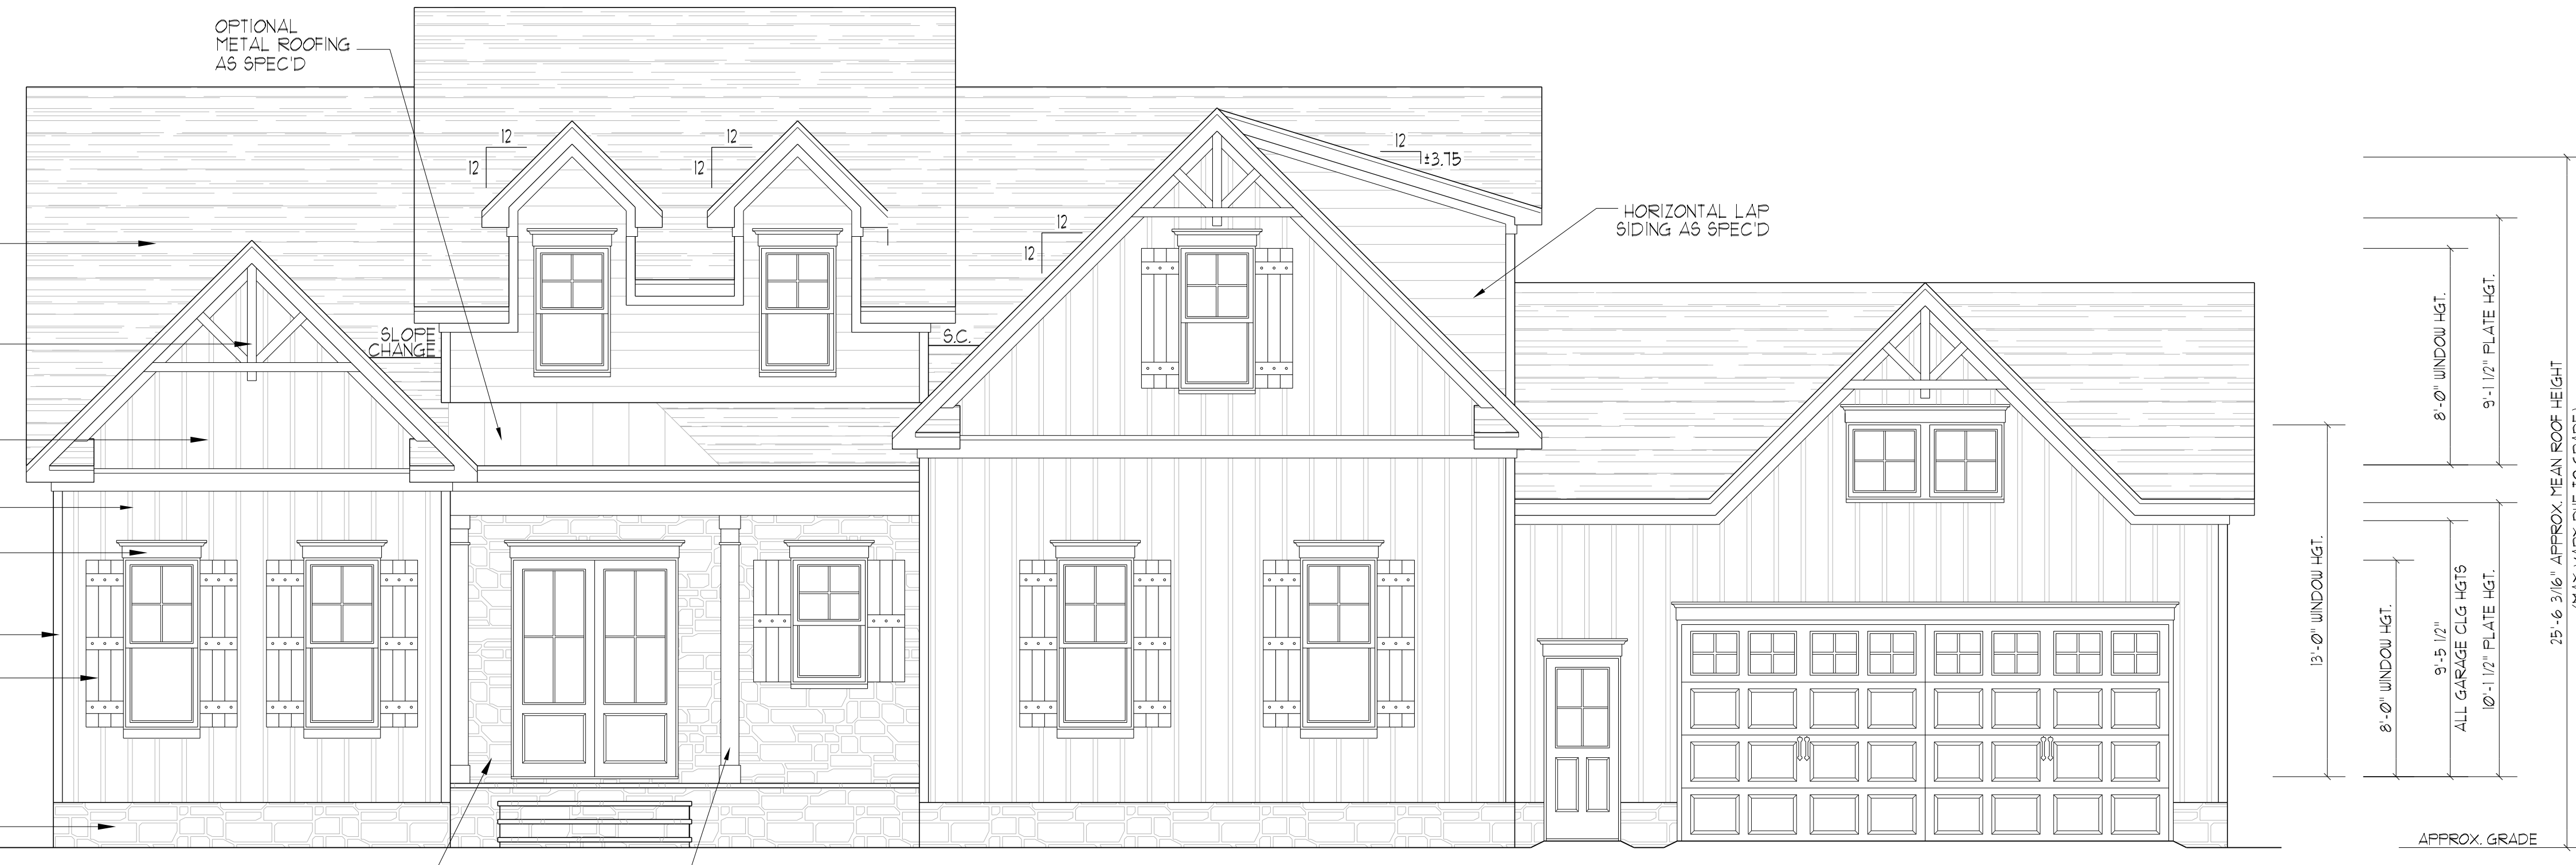 OPTIONAL
METAL ROOFING
AS SPEC'D
12
12
12
12
12
±3.75
12
12
HORIZONTAL LAP
SIDING AS SPEC'D
SLOPE
CHANGE
S.C.
8'-0" WINDOW HGT.
9'-1 1/2" PLATE HGT.
13'-0" WINDOW HGT.
8'-0" WINDOW HGT.
9'-5 1/2"
ALL GARAGE CLG HGTS
10'-1 1/2" PLATE HGT.
25'-6 3/16" APPROX. MEAN ROOF HEIGHT
APPROX. GRADE